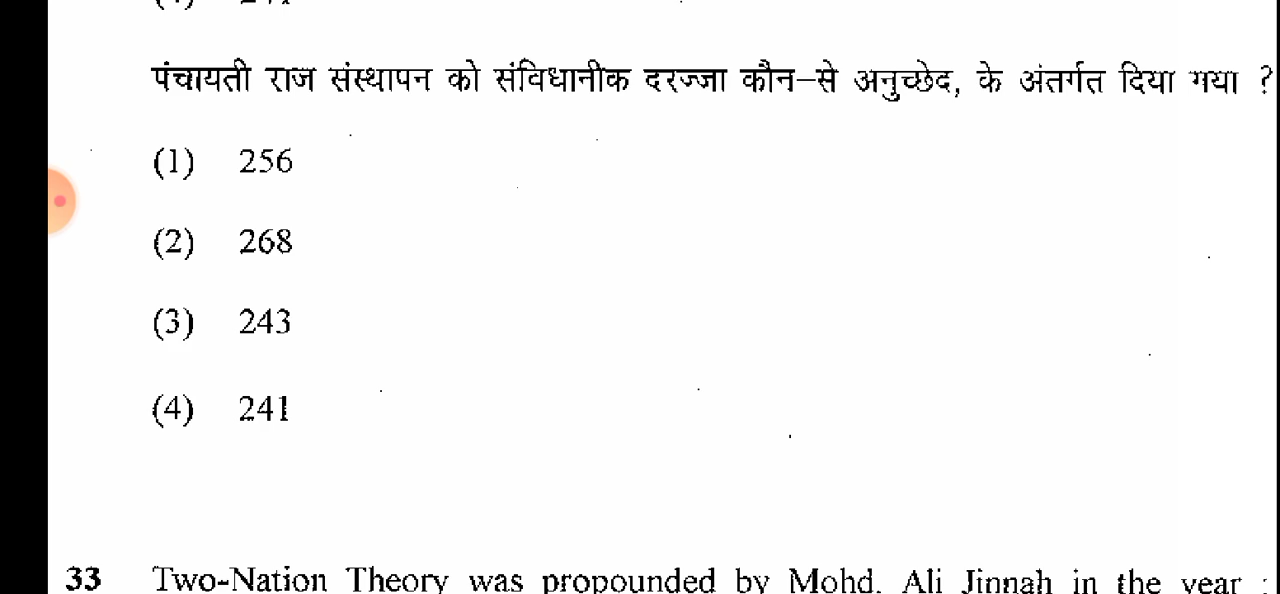 पंचायती राज संस्थापन को संविधानीक दरज्जा कौन–से अनुच्छेद, के अंतर्गत दिया गया ?
(1) 256
(2) 268
(3) 243
(4) 241
33 Two-Nation Theory was propounded by Mohd. Ali Jinnah in the year :